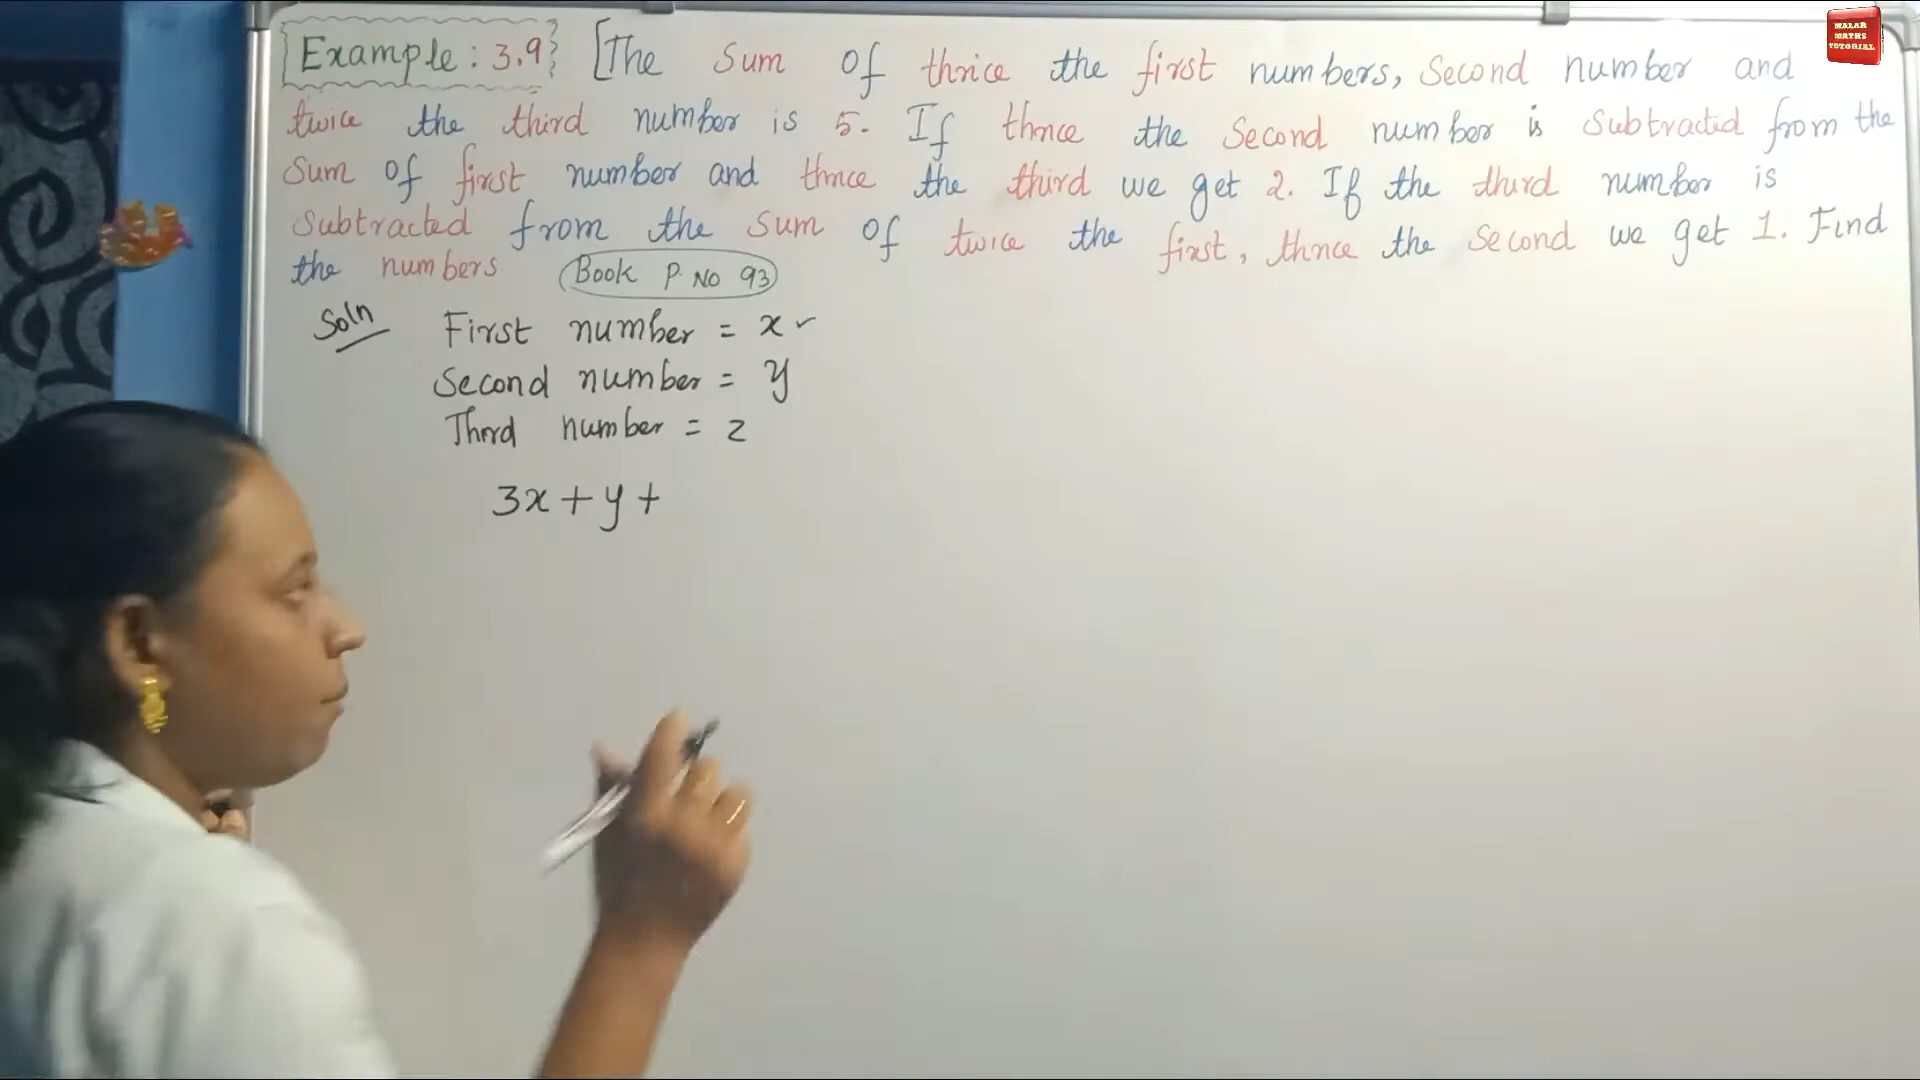 Example: 3.9 [The Sum of thrice the first numbers, Second number and
twice the third number is 5. If thrice the Second number is Subtracted from the
Sum of first number and thrice the third we get 2. If the third number is
Subtracted from the Sum of twice the first, thrice the Second we get 1. Find
the numbers Book P. No 93
Soln First number = x ✓
Second number = y
Third number = z
3x + y +
MALAR
MATHS
TUTORIAL